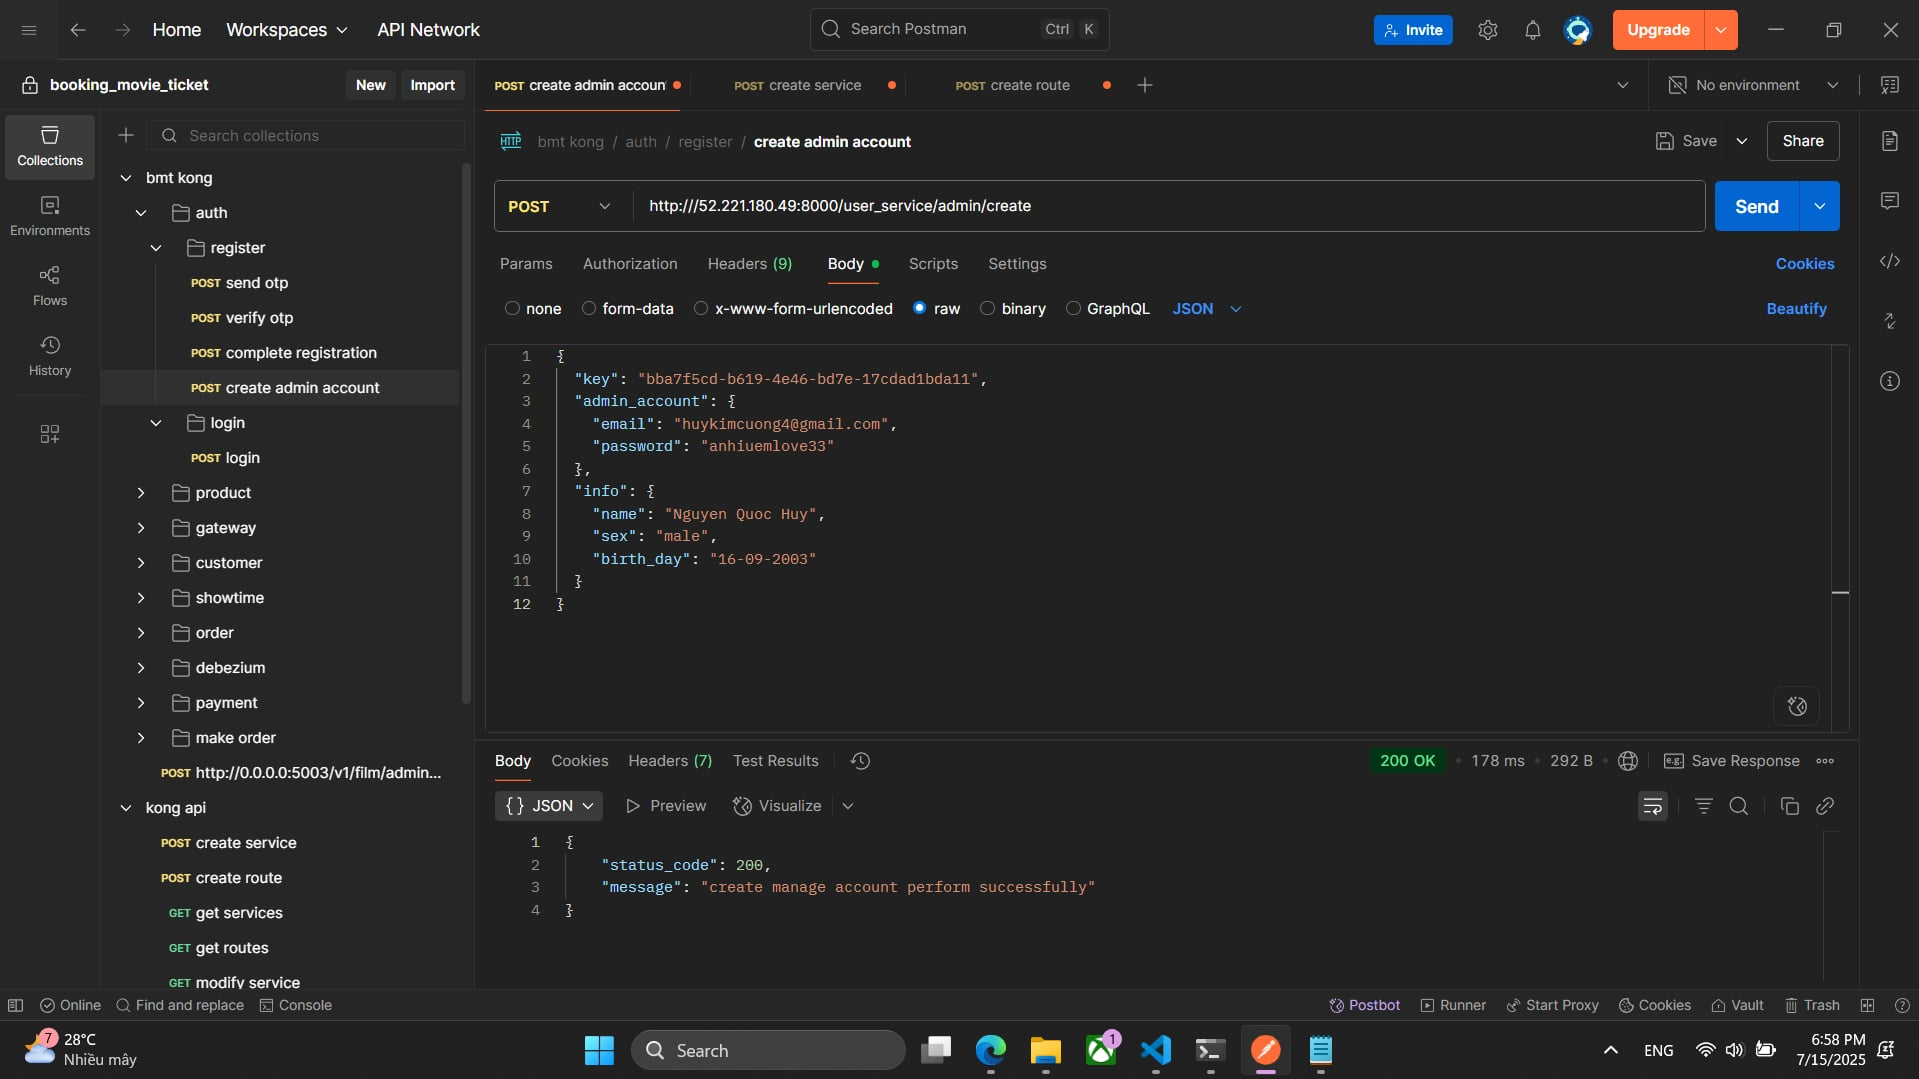 Home
Workspaces
API Network
Search Postman
Ctrl K
Invite
Upgrade
booking_movie_ticket
New
Import
POST create admin accoun
POST create service
POST create route
No environment
Collections
Environments
Flows
History
Search collections
bmt kong
auth
register
POST send otp
POST verify otp
POST complete registration
POST create admin account
login
POST login
product
gateway
customer
showtime
order
debezium
payment
make order
POST http://0.0.0.0:5003/v1/film/admin...
kong api
POST create service
POST create route
GET get services
GET get routes
GET modify service
HTTP bmt kong / auth / register / create admin account
Save
Share
POST http:///52.221.180.49:8000/user_service/admin/create
Send
Params Authorization Headers (9) Body Scripts Settings
Cookies
none form-data x-www-form-urlencoded raw binary GraphQL JSON
Beautify
1 {
2 "key": "bba7f5cd-b619-4e46-bd7e-17cdad1bda11",
3 "admin_account": {
4 "email": "huykimcuong4@gmail.com",
5 "password": "anhiuemlove33"
6 },
7 "info": {
8 "name": "Nguyen Quoc Huy",
9 "sex": "male",
10 "birth_day": "16-09-2003"
11 }
12 }
Body Cookies Headers (7) Test Results
200 OK • 178 ms • 292 B
e.g. Save Response
{} JSON
Preview
Visualize
1 {
2 "status_code": 200,
3 "message": "create manage account perform successfully"
4 }
Online
Find and replace
Console
Postbot
Runner
Start Proxy
Cookies
Vault
Trash
7
28°C
Nhiều mây
Search
1
ENG
6:58 PM
7/15/2025